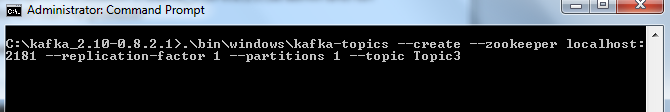 Administrator: Command Prompt
C:\kafka_2.10-0.8.2.1>.\bin\windows\kafka-topics --create --zookeeper localhost:
2181 --replication-factor 1 --partitions 1 --topic Topic3